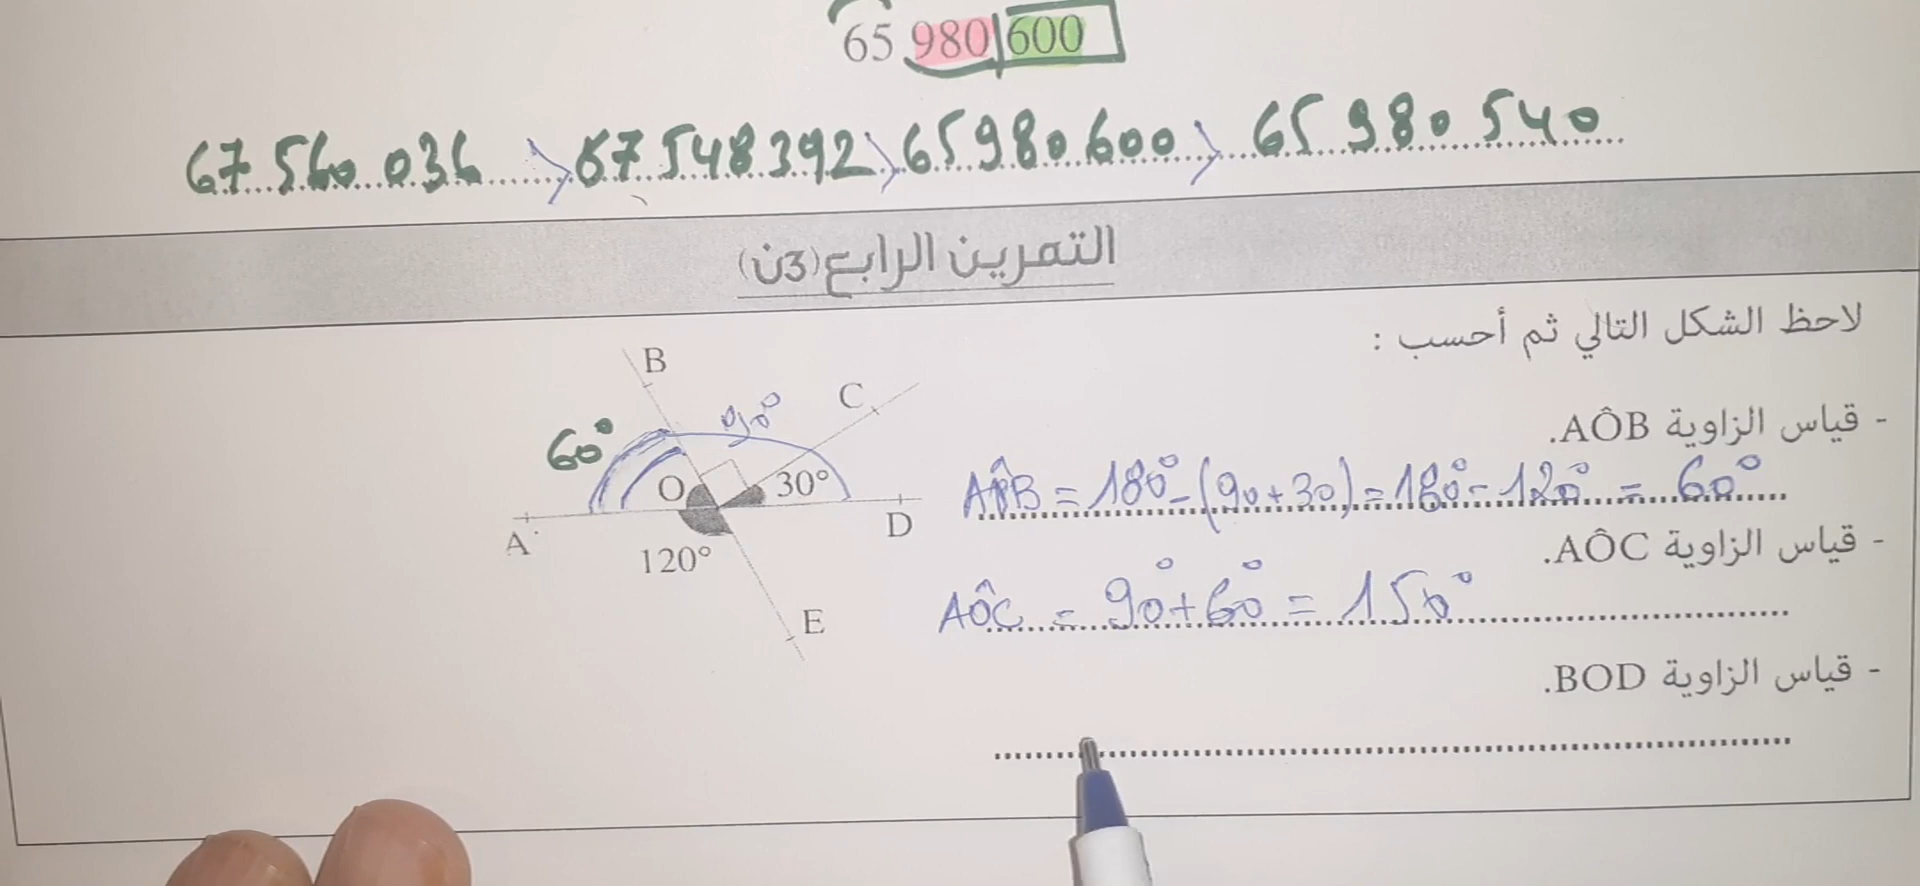 65 980 600
67 560 036 > 67 548 392 > 65 980 600 > 65 980 540
التمرين الرابع (3ن)
لاحظ الشكل التالي ثم أحسب :
B
C
60°
90°
O
30°
A
D
120°
E
- قياس الزاوية AÔB.
AÔB = 180° - (90+30) = 180° - 120° = 60°
- قياس الزاوية AÔC.
AÔC = 90° + 60° = 150°
- قياس الزاوية BOD.